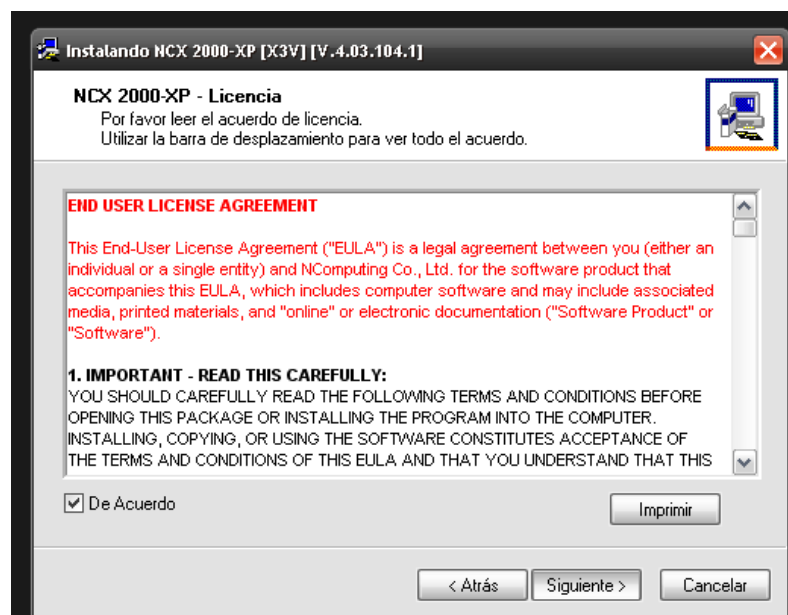 Instalando NCX 2000-XP [X3V] [V.4.03.104.1]
NCX 2000-XP - Licencia
Por favor leer el acuerdo de licencia.
Utilizar la barra de desplazamiento para ver todo el acuerdo.
END USER LICENSE AGREEMENT
This End-User License Agreement ("EULA") is a legal agreement between you (either an
individual or a single entity) and NComputing Co., Ltd. for the software product that
accompanies this EULA, which includes computer software and may include associated
media, printed materials, and "online" or electronic documentation ("Software Product" or
"Software").
1. IMPORTANT - READ THIS CAREFULLY:
YOU SHOULD CAREFULLY READ THE FOLLOWING TERMS AND CONDITIONS BEFORE
OPENING THIS PACKAGE OR INSTALLING THE PROGRAM INTO THE COMPUTER.
INSTALLING, COPYING, OR USING THE SOFTWARE CONSTITUTES ACCEPTANCE OF
THE TERMS AND CONDITIONS OF THIS EULA AND THAT YOU UNDERSTAND THAT THIS
De Acuerdo
Imprimir
< Atrás
Siguiente >
Cancelar